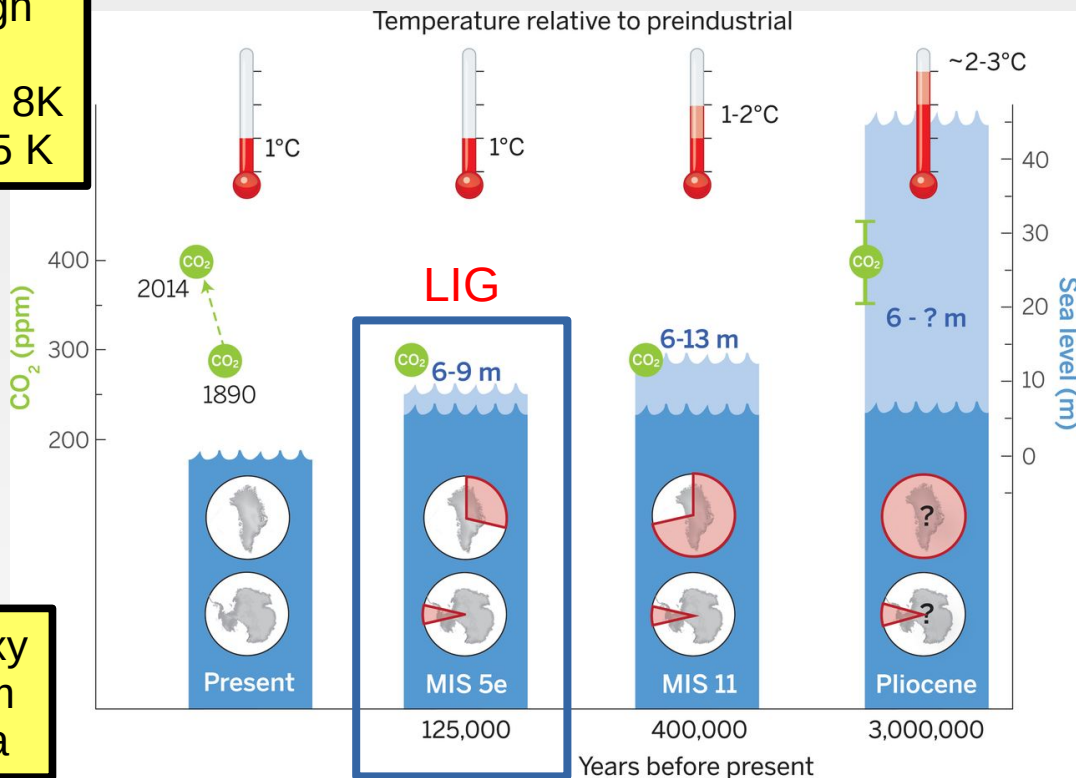 gn
8K
5 K
Temperature relative to preindustrial
1°C
1°C
1-2°C
~2-3°C
CO₂ (ppm)
400
300
200
2014
CO₂
CO₂
1890
LIG
CO₂
6-9 m
CO₂
6-13 m
CO₂
6 - ? m
40
30
20
10
0
Sea level (m)
?
?
xy
m
a
Present
MIS 5e
MIS 11
Pliocene
125,000
400,000
3,000,000
Years before present